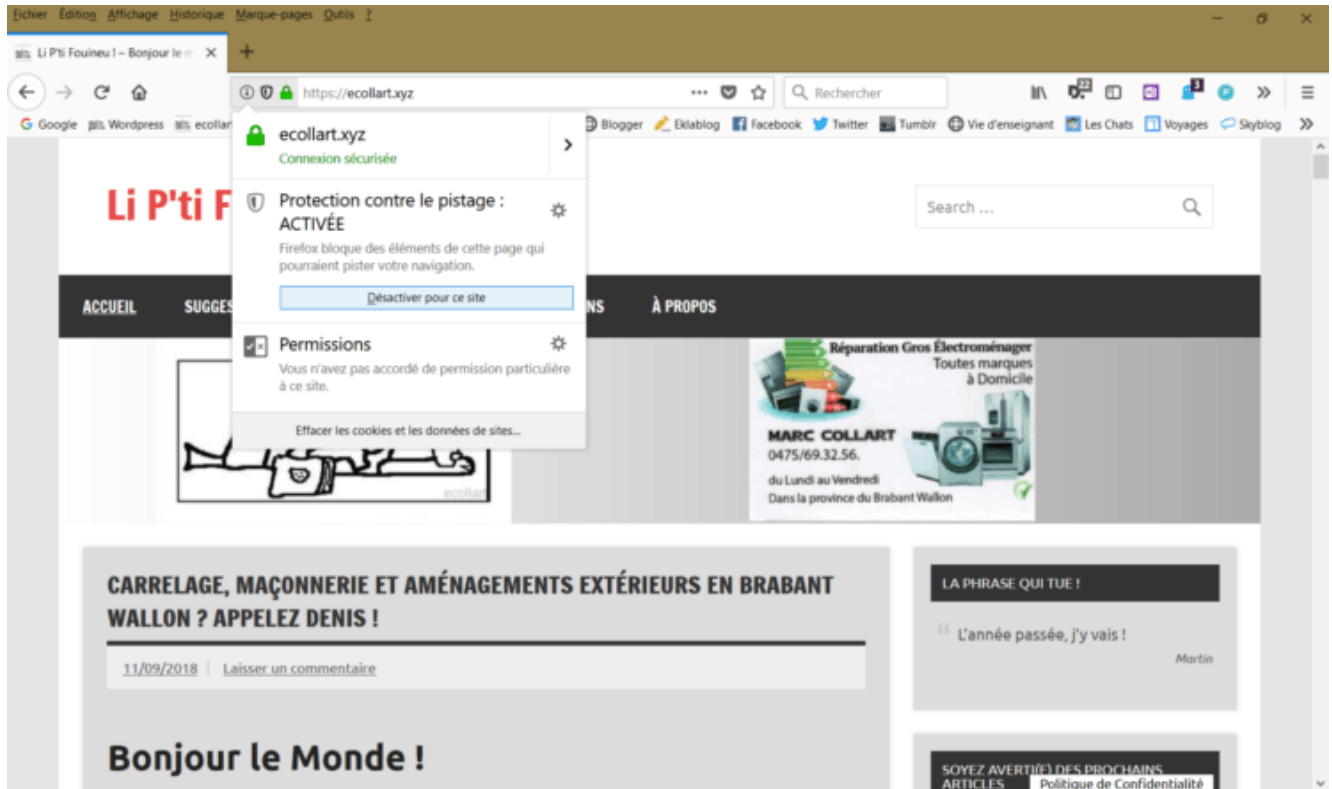 Fichier Édition Affichage Historique Marque-pages Outils ?
Li P'ti Fouineu ! – Bonjour le
https://ecollart.xyz
Rechercher
22
3
Google Wordpress ecollar Blogger Eklablog Facebook Twitter Tumblr Vie d'enseignant Les Chats Voyages Skyblog
ecollart.xyz
Connexion sécurisée
Protection contre le pistage :
ACTIVÉE
Firefox bloque des éléments de cette page qui
pourraient pister votre navigation.
Désactiver pour ce site
Permissions
Vous n'avez pas accordé de permission particulière
à ce site.
Effacer les cookies et les données de sites...
Li P'ti F
Search ...
ACCUEIL SUGGES NS À PROPOS
Réparation Gros Électroménager
Toutes marques
à Domicile
MARC COLLART
0475/69.32.56.
du Lundi au Vendredi
Dans la province du Brabant Wallon
ecollart
CARRELAGE, MAÇONNERIE ET AMÉNAGEMENTS EXTÉRIEURS EN BRABANT
WALLON ? APPELEZ DENIS !
11/09/2018 Laisser un commentaire
Bonjour le Monde !
LA PHRASE QUI TUE !
“ L'année passée, j'y vais !
Martin
SOYEZ AVERTI(E) DES PROCHAINS
ARTICLES
Politique de Confidentialité